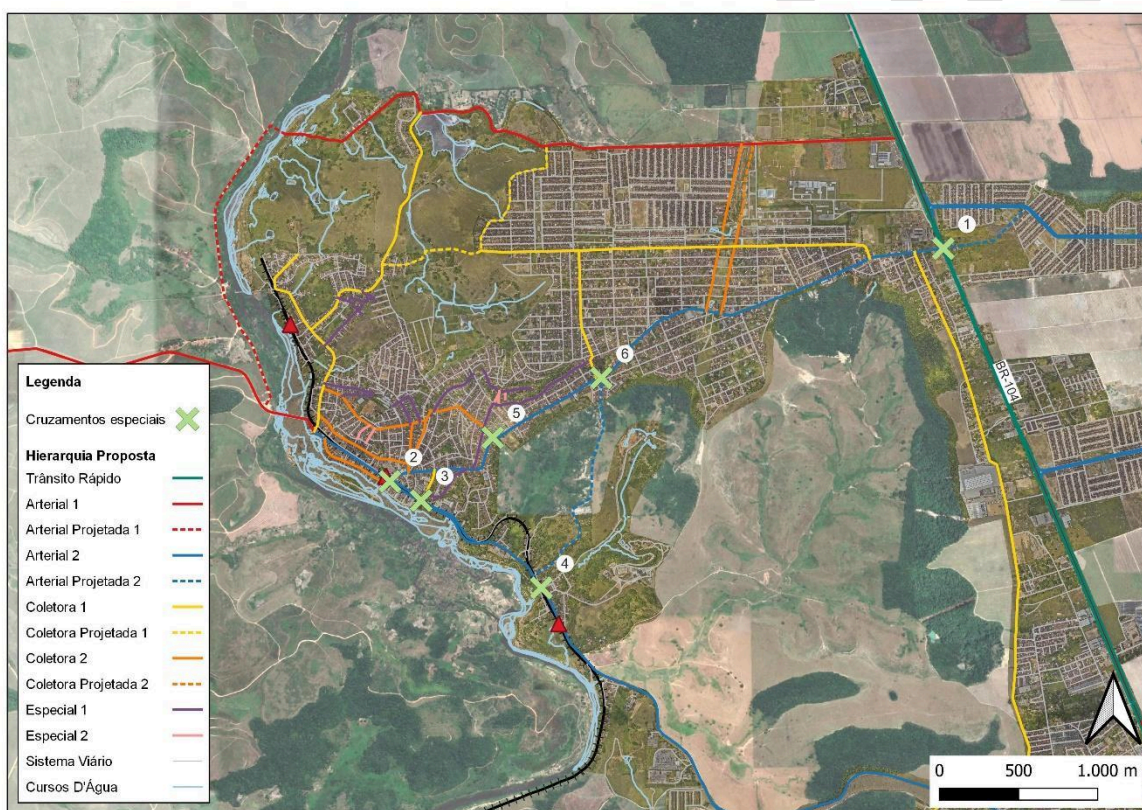 1
6
5
2
3
4
BR-104
Legenda
Cruzamentos especiais
Hierarquia Proposta
Trânsito Rápido
Arterial 1
Arterial Projetada 1
Arterial 2
Arterial Projetada 2
Coletora 1
Coletora Projetada 1
Coletora 2
Coletora Projetada 2
Especial 1
Especial 2
Sistema Viário
Cursos D'Água
0 500 1.000 m